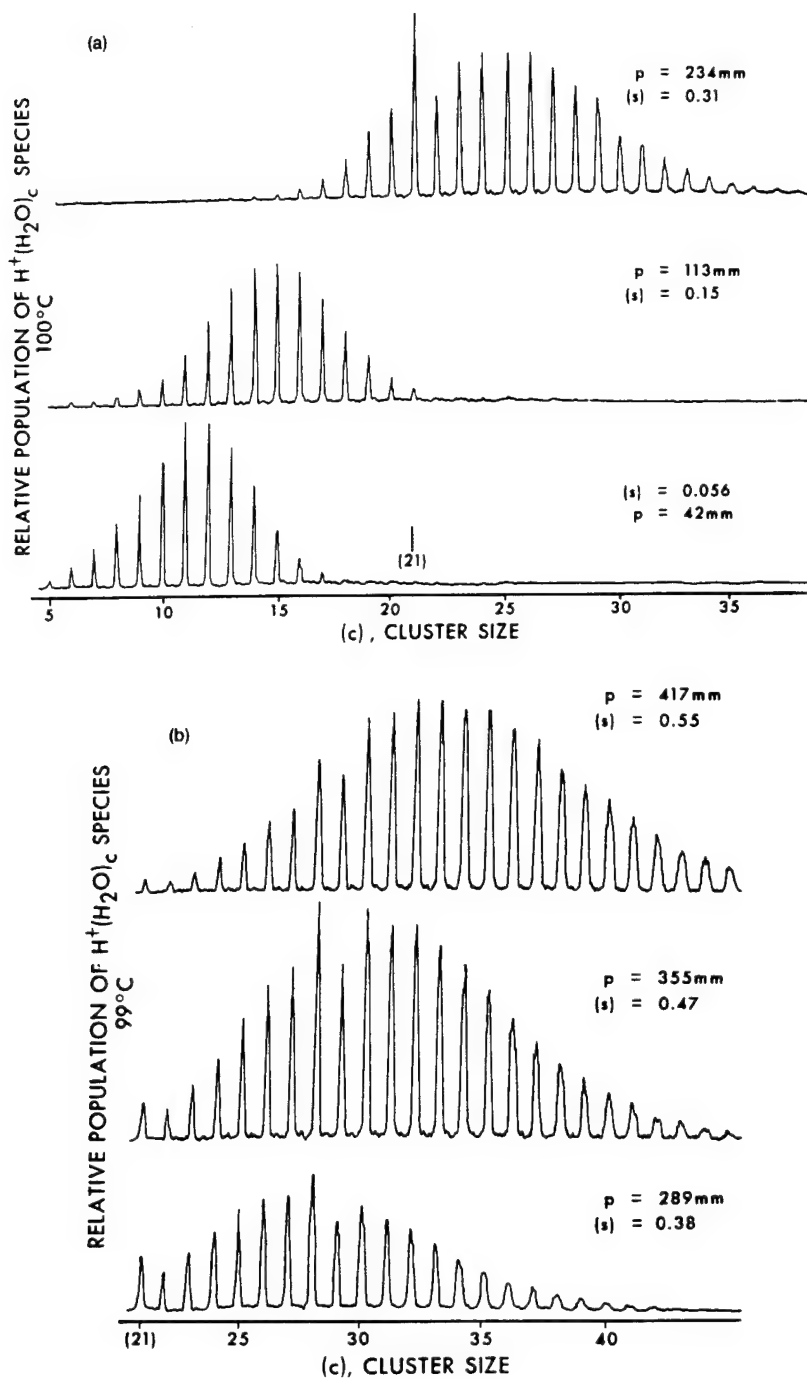 (a)
p = 234mm
(s) = 0.31
p = 113mm
(s) = 0.15
(s) = 0.056
p = 42mm
(21)
RELATIVE POPULATION OF H⁺(H₂O)c SPECIES
100°C
5 10 15 20 25 30 35
(c), CLUSTER SIZE
(b)
p = 417mm
(s) = 0.55
p = 355mm
(s) = 0.47
p = 289mm
(s) = 0.38
RELATIVE POPULATION OF H⁺(H₂O)c SPECIES
99°C
(21) 25 30 35 40
(c), CLUSTER SIZE